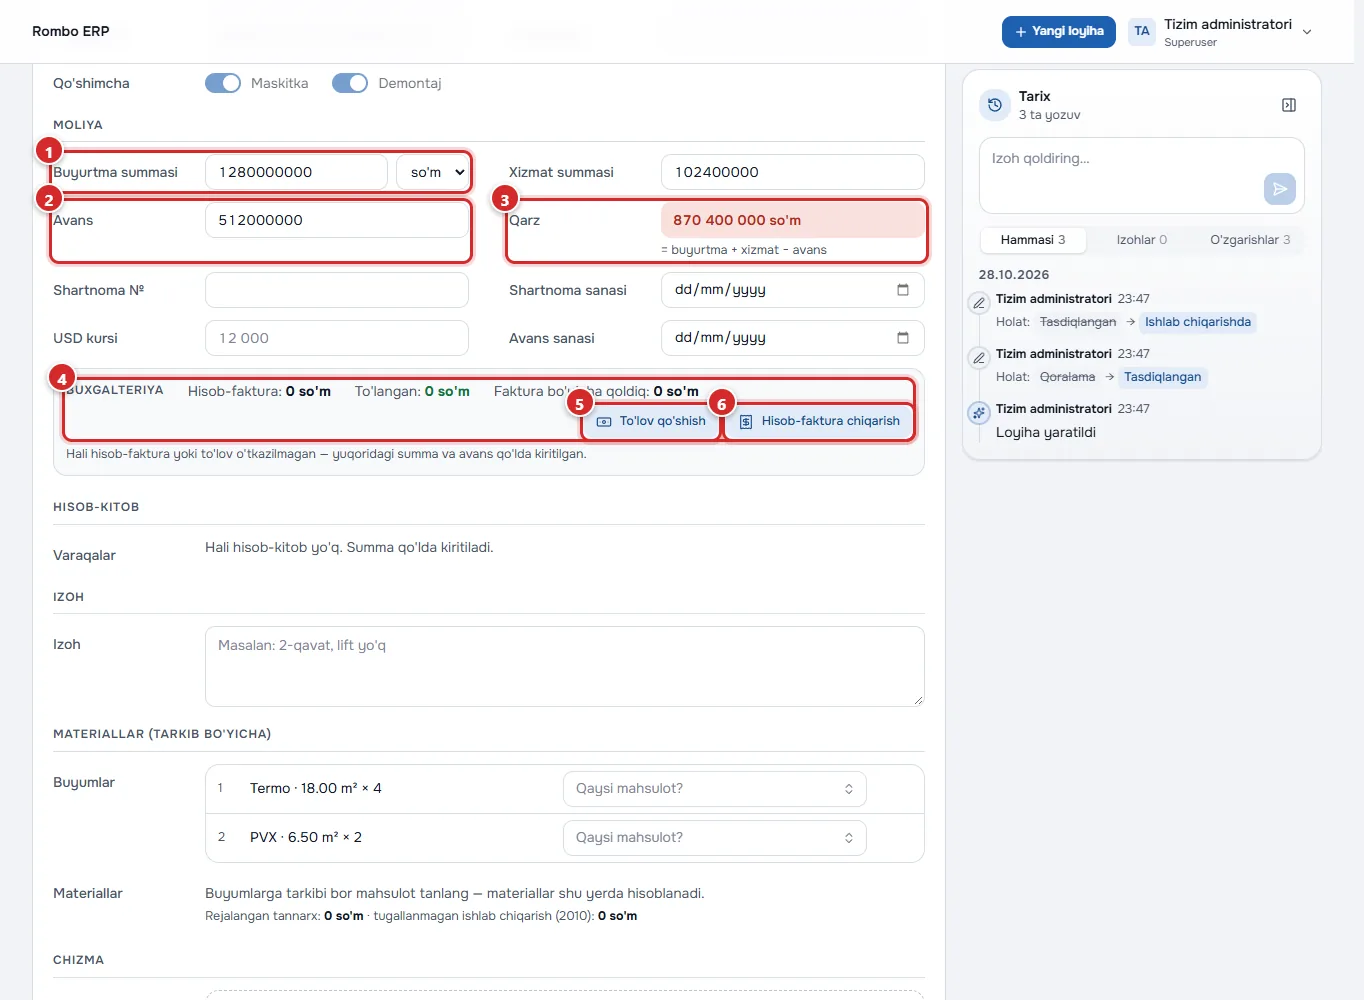 Rombo ERP
Yangi loyiha
TA
Tizim administratori
Superuser
Qo'shimcha
Maskitka
Demontaj
MOLIYA
1
Buyurtma summasi
1280000000
so'm
Xizmat summasi
102400000
2
Avans
512000000
3
Qarz
870 400 000 so'm
= buyurtma + xizmat − avans
Shartnoma №
Shartnoma sanasi
dd/mm/yyyy
USD kursi
12 000
Avans sanasi
dd/mm/yyyy
4
BUXGALTERIYA
Hisob-faktura: 0 so'm
To'langan: 0 so'm
Faktura bo'yicha qoldiq: 0 so'm
5
To'lov qo'shish
6
Hisob-faktura chiqarish
Hali hisob-faktura yoki to'lov o'tkazilmagan — yuqoridagi summa va avans qo'lda kiritilgan.
HISOB-KITOB
Varaqalar
Hali hisob-kitob yo'q. Summa qo'lda kiritiladi.
IZOH
Izoh
Masalan: 2-qavat, lift yo'q
MATERIALLAR (TARKIB BO'YICHA)
Buyumlar
1
Termo · 18.00 m² × 4
Qaysi mahsulot?
2
PVX · 6.50 m² × 2
Qaysi mahsulot?
Materiallar
Buyumlarga tarkibi bor mahsulot tanlang — materiallar shu yerda hisoblanadi.
Rejalangan tannarx: 0 so'm · tugallanmagan ishlab chiqarish (2010): 0 so'm
CHIZMA
Tarix
3 ta yozuv
Izoh qoldiring...
Hammasi 3
Izohlar 0
O'zgarishlar 3
28.10.2026
Tizim administratori 23:47
Holat: Tasdiqlangan → Ishlab chiqarishda
Tizim administratori 23:47
Holat: Qoralama → Tasdiqlangan
Tizim administratori 23:47
Loyiha yaratildi